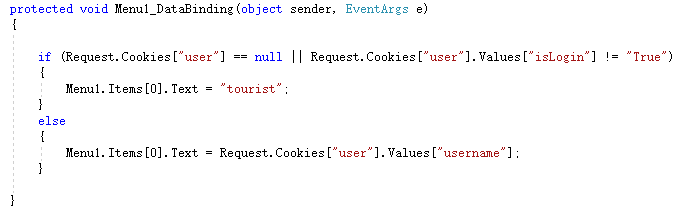 protected void Menu1_DataBinding(object sender, EventArgs e)
{
if (Request.Cookies["user"] == null || Request.Cookies["user"].Values["isLogin"] != "True")
{
Menu1.Items[0].Text = "tourist";
}
else
{
Menu1.Items[0].Text = Request.Cookies["user"].Values["username"];
}
}